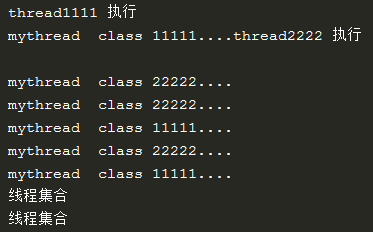 thread1111 执行
mythread  class 11111....thread2222 执行

mythread  class 22222....
mythread  class 22222....
mythread  class 11111....
mythread  class 22222....
mythread  class 11111....
线程集合
线程集合